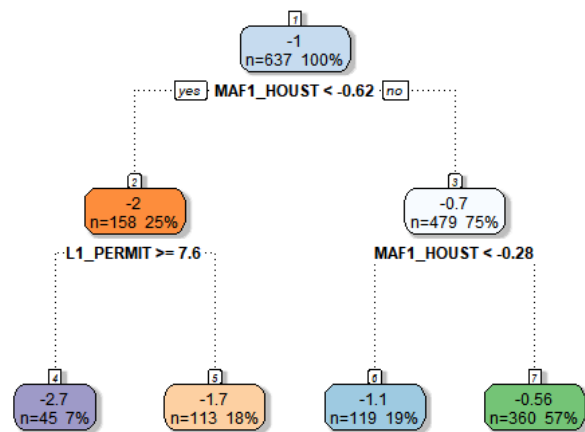 1
-1
n=637 100%
yes MAF1_HOUST < -0.62 no
2
-2
n=158 25%
3
-0.7
n=479 75%
L1_PERMIT >= 7.6
MAF1_HOUST < -0.28
4
-2.7
n=45 7%
5
-1.7
n=113 18%
6
-1.1
n=119 19%
7
-0.56
n=360 57%